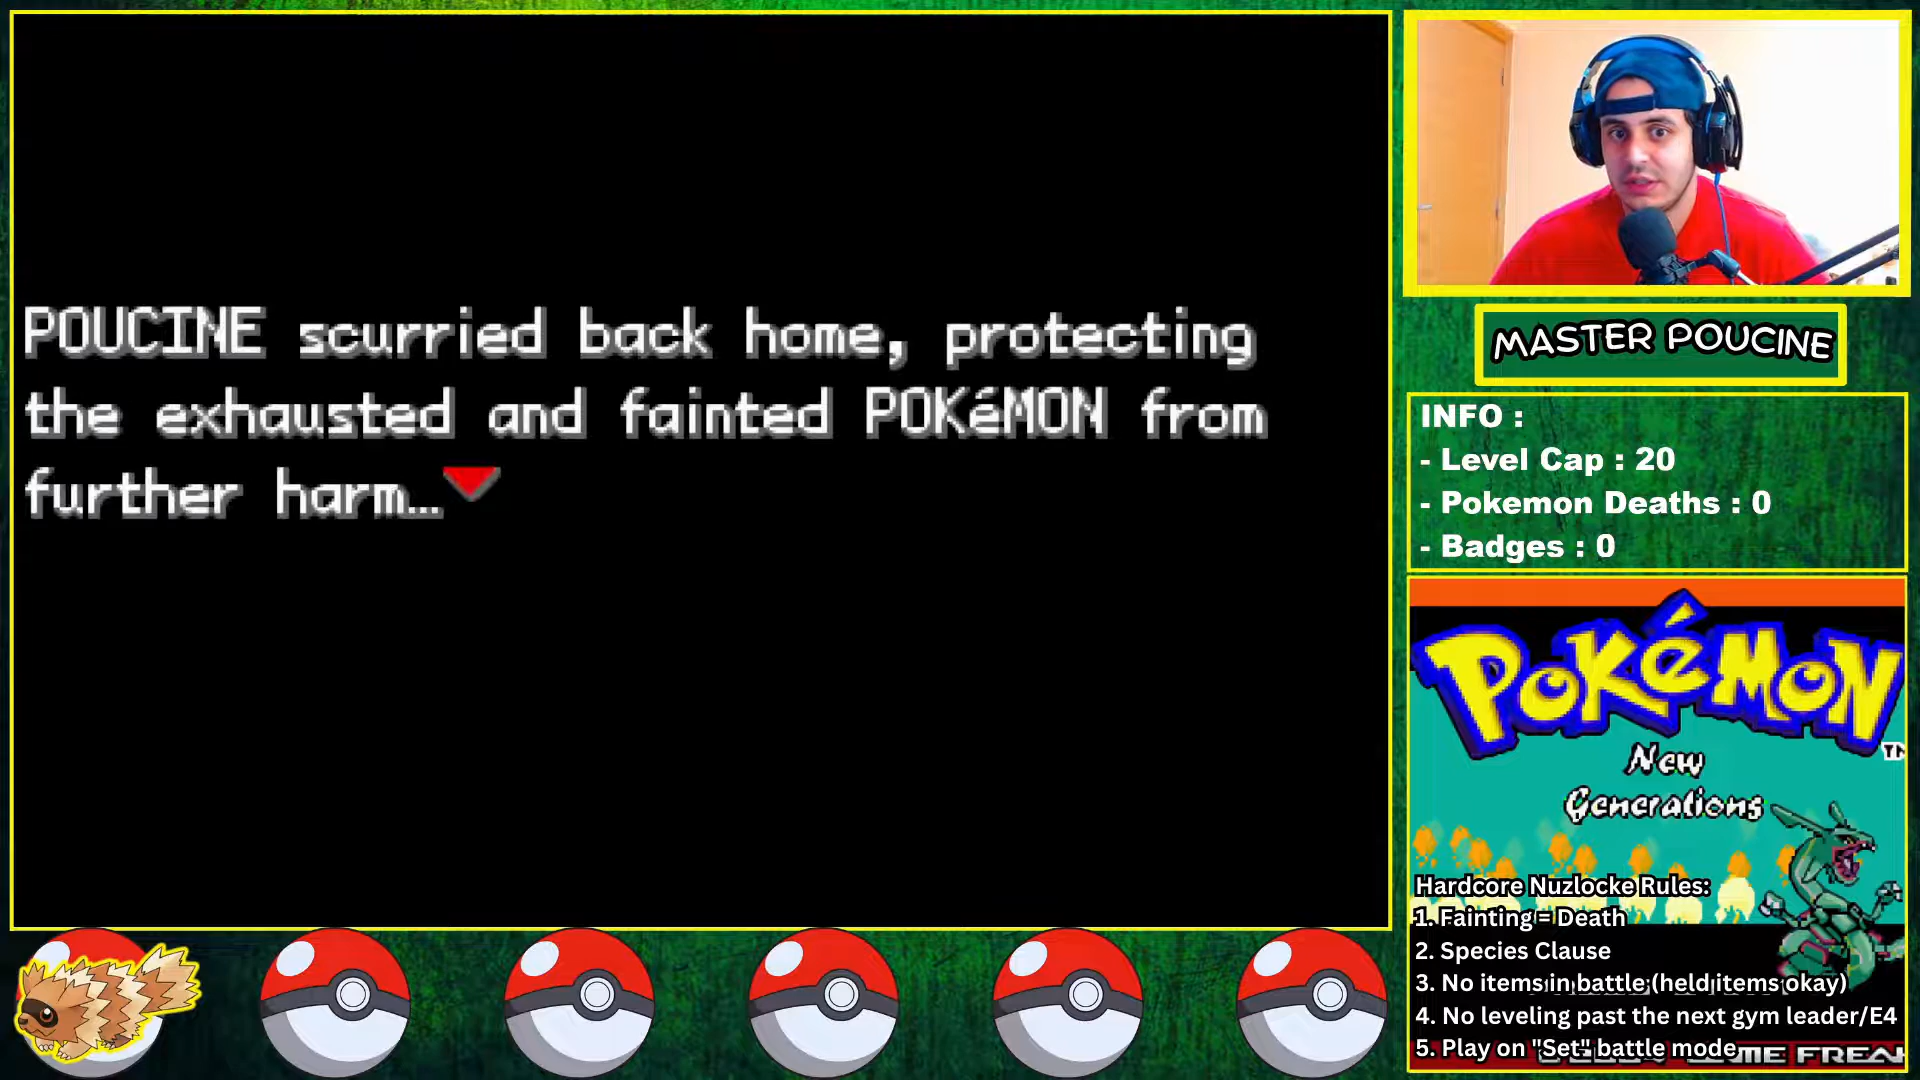 POUCINE scurried back home, protecting
the exhausted and fainted POKéMON from
further harm…
MASTER POUCINE
INFO :
- Level Cap : 20
- Pokemon Deaths : 0
- Badges : 0
POKéMON
TM
New
Generations
Hardcore Nuzlocke Rules:
1. Fainting = Death
2. Species Clause
3. No items in battle (held items okay)
4. No leveling past the next gym leader/E4
5. Play on "Set" battle mode